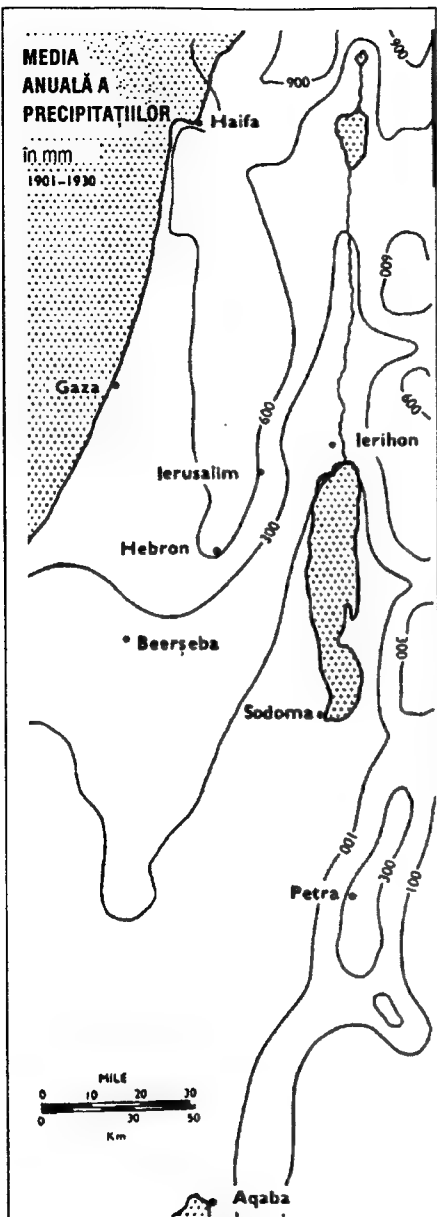 MEDIA
ANUALĂ A
PRECIPITAȚIILOR
în mm
1901–1930
900
900
Haifa
600
Gaza
600
600
Ierihon
Ierusalim
300
Hebron
Beerșeba
300
Sodoma
100
300
100
Petra
MILE
0 10 20 30
0 30 50
Km
Aqaba